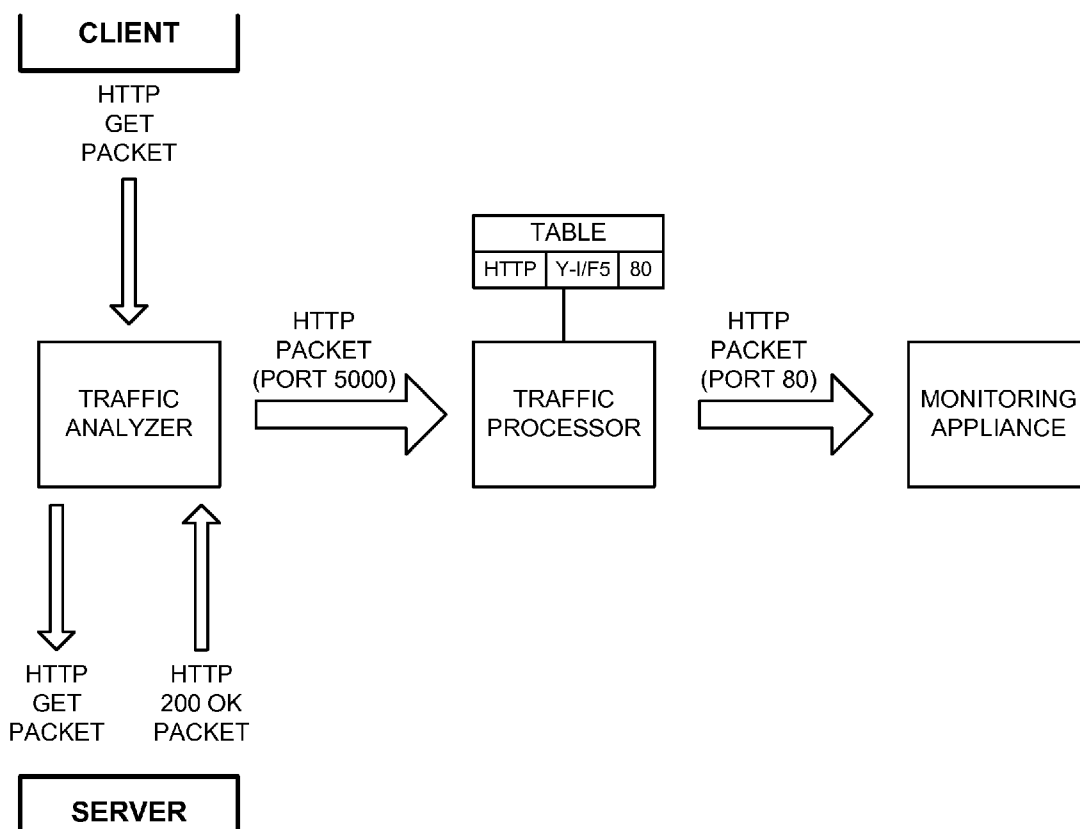 CLIENT
HTTP
GET
PACKET
TABLE
HTTP Y-I/F5 80
HTTP
PACKET
(PORT 5000)
HTTP
PACKET
(PORT 80)
TRAFFIC
ANALYZER
TRAFFIC
PROCESSOR
MONITORING
APPLIANCE
HTTP
GET
PACKET
HTTP
200 OK
PACKET
SERVER